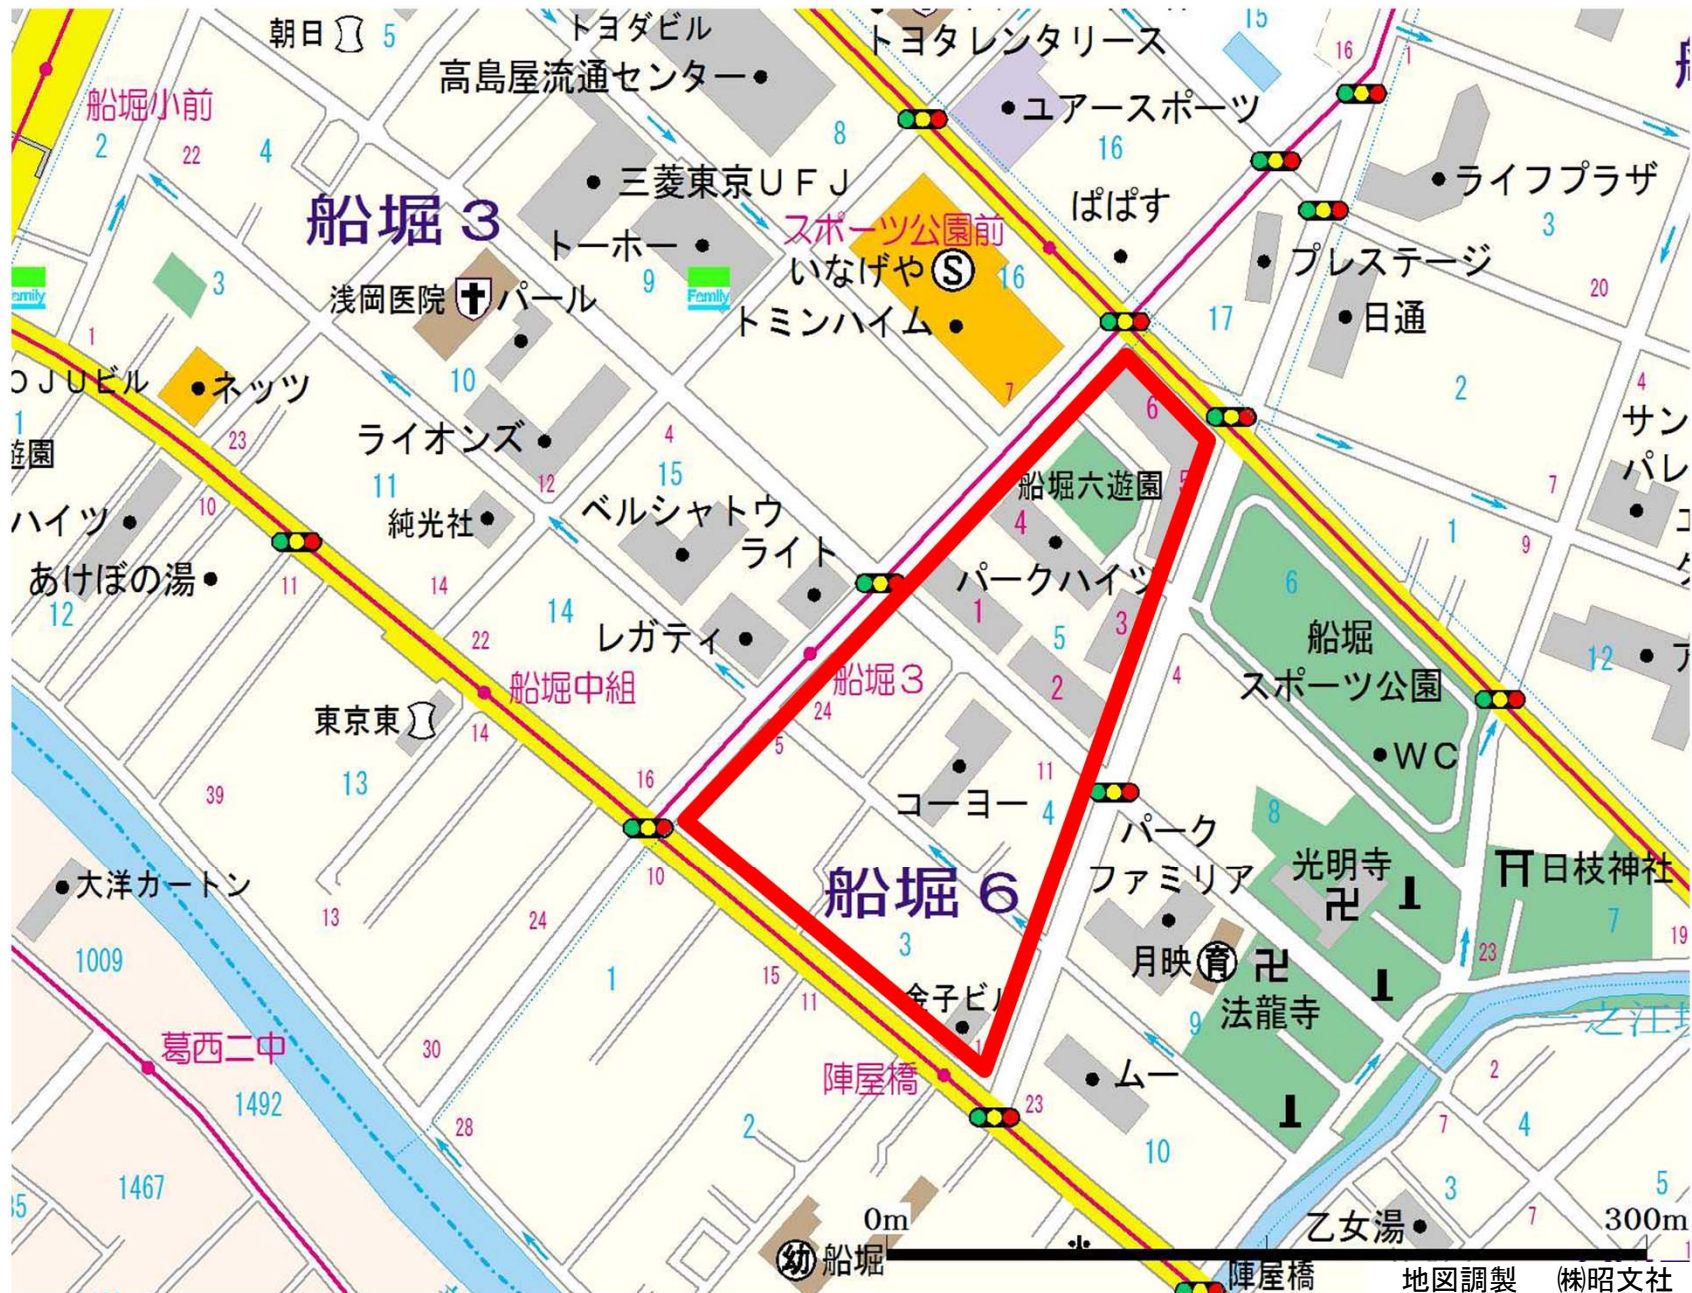 朝日
5
トヨダビル
トヨタレンタリース
15
16
1
高島屋流通センター
ユアースポーツ
船堀小前
2
22
4
8
16
ライフプラザ
三菱東京UFJ
ぱぱす
船堀3
スポーツ公園前
3
トーホー
9
いなげや
S
16
プレステージ
3
20
Family
浅岡医院
パール
Family
トミンハイム
17
日通
1
OJUビル
ネッツ
10
7
6
2
4
1
遊園
23
ライオンズ
4
15
サン
パレ
11
12
船堀六遊園
5
7
10
ハイツ
純光社
ベルシャトウ
4
1
9
あけぼの湯
ライト
パークハイツ
12
11
14
14
1
5
3
6
22
レガティ
船堀
スポーツ公園
12
船堀3
24
2
4
船堀中組
東京東
14
5
11
WC
13
39
16
コーヨー
4
8
パーク
ファミリア
大洋カートン
10
船堀6
光明寺
日枝神社
13
24
3
7
19
1009
1
15
11
月映
育
23
金子ビル
9
法龍寺
一之江境
葛西二中
30
1
陣屋橋
ムー
2
1492
28
23
2
7
4
10
1467
3
5
35
0m
乙女湯
7
300m
幼
船堀
陣屋橋
1
地図調製 ㈱昭文社